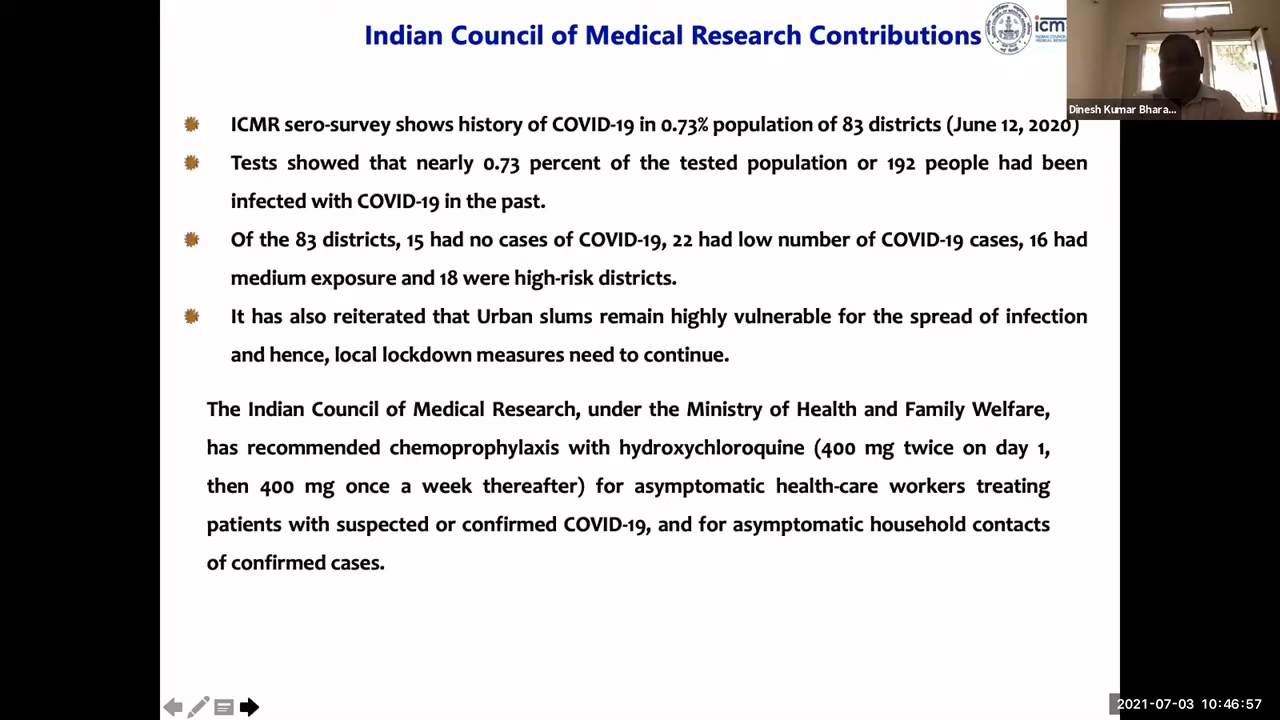 Indian Council of Medical Research Contributions
icm
INDIAN COUNCIL OF
MEDICAL RESEAR
Dinesh Kumar Bhara...
ICMR sero-survey shows history of COVID-19 in 0.73% population of 83 districts (June 12, 2020)
Tests showed that nearly 0.73 percent of the tested population or 192 people had been
infected with COVID-19 in the past.
Of the 83 districts, 15 had no cases of COVID-19, 22 had low number of COVID-19 cases, 16 had
medium exposure and 18 were high-risk districts.
It has also reiterated that Urban slums remain highly vulnerable for the spread of infection
and hence, local lockdown measures need to continue.
The Indian Council of Medical Research, under the Ministry of Health and Family Welfare,
has recommended chemoprophylaxis with hydroxychloroquine (400 mg twice on day 1,
then 400 mg once a week thereafter) for asymptomatic health-care workers treating
patients with suspected or confirmed COVID-19, and for asymptomatic household contacts
of confirmed cases.
2021-07-03 10:46:57